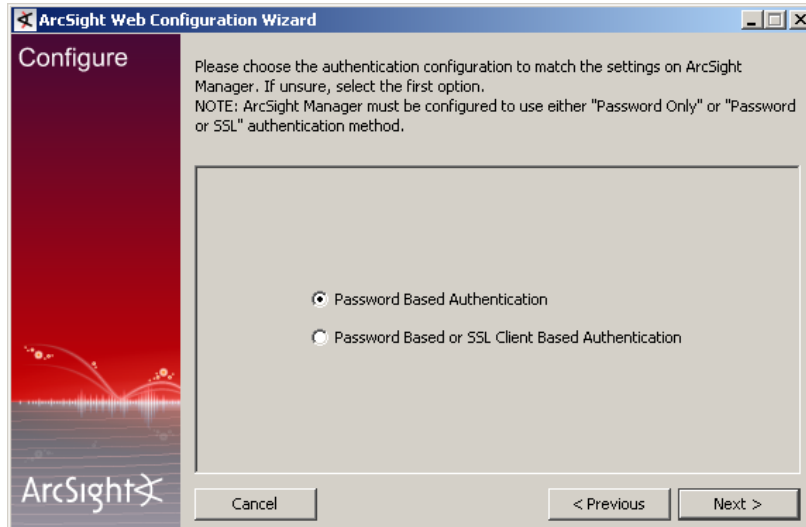 ArcSight Web Configuration Wizard
Configure
Please choose the authentication configuration to match the settings on ArcSight
Manager. If unsure, select the first option.
NOTE: ArcSight Manager must be configured to use either "Password Only" or "Password
or SSL" authentication method.
Password Based Authentication
Password Based or SSL Client Based Authentication
ArcSight
Cancel
< Previous
Next >